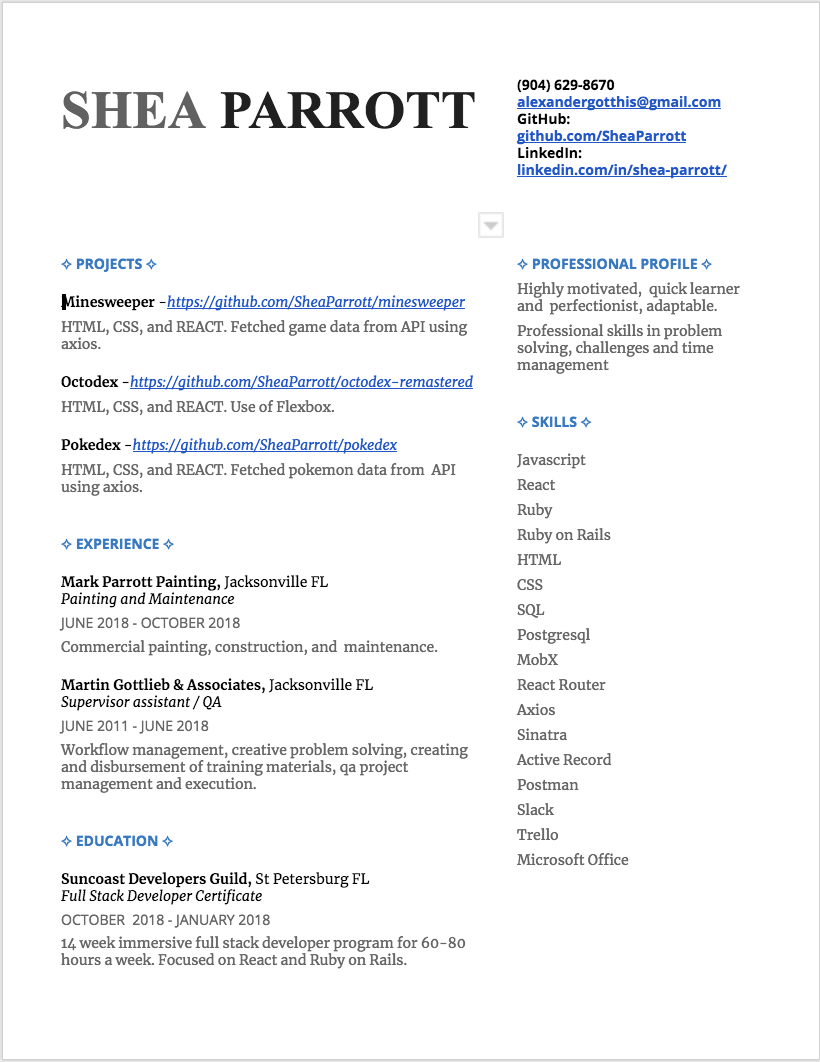 SHEA PARROTT
(904) 629-8670
alexandergotthis@gmail.com
GitHub:
github.com/SheaParrott
LinkedIn:
linkedin.com/in/shea-parrott/
✧ PROJECTS ✧
Minesweeper -https://github.com/SheaParrott/minesweeper
HTML, CSS, and REACT. Fetched game data from API using
axios.
Octodex -https://github.com/SheaParrott/octodex-remastered
HTML, CSS, and REACT. Use of Flexbox.
Pokedex -https://github.com/SheaParrott/pokedex
HTML, CSS, and REACT. Fetched pokemon data from  API
using axios.
✧ EXPERIENCE ✧
Mark Parrott Painting, Jacksonville FL
Painting and Maintenance
JUNE 2018 - OCTOBER 2018
Commercial painting, construction, and  maintenance.
Martin Gottlieb & Associates, Jacksonville FL
Supervisor assistant / QA
JUNE 2011 - JUNE 2018
Workflow management, creative problem solving, creating
and disbursement of training materials, qa project
management and execution.
✧ EDUCATION ✧
Suncoast Developers Guild, St Petersburg FL
Full Stack Developer Certificate
OCTOBER  2018 - JANUARY 2018
14 week immersive full stack developer program for 60-80
hours a week. Focused on React and Ruby on Rails.
✧ PROFESSIONAL PROFILE ✧
Highly motivated,  quick learner
and  perfectionist, adaptable.
Professional skills in problem
solving, challenges and time
management
✧ SKILLS ✧
Javascript
React
Ruby
Ruby on Rails
HTML
CSS
SQL
Postgresql
MobX
React Router
Axios
Sinatra
Active Record
Postman
Slack
Trello
Microsoft Office